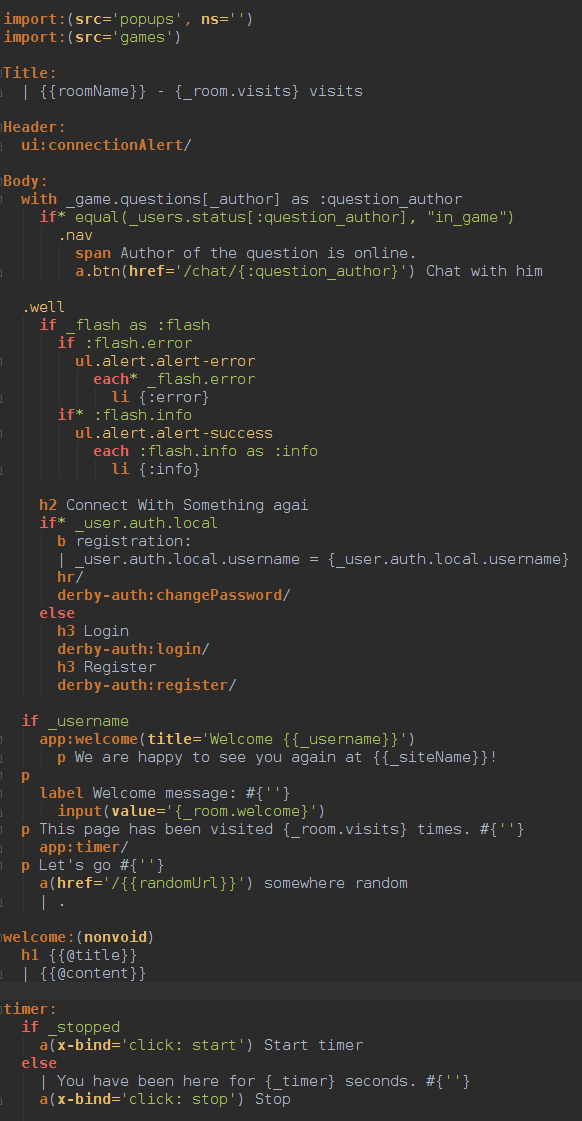 import:(src='popups', ns='')
import:(src='games')
Title:
| {{roomName}} - {_room.visits} visits
Header:
ui:connectionAlert/
Body:
with _game.questions[_author] as :question_author
if* equal(_users.status[:question_author], "in_game")
.nav
span Author of the question is online.
a.btn(href='/chat/{:question_author}') Chat with him
.well
if _flash as :flash
if :flash.error
ul.alert.alert-error
each* _flash.error
li {:error}
if* :flash.info
ul.alert.alert-success
each :flash.info as :info
li {:info}
h2 Connect With Something agai
if* _user.auth.local
b registration:
| _user.auth.local.username = {_user.auth.local.username}
hr/
derby-auth:changePassword/
else
h3 Login
derby-auth:login/
h3 Register
derby-auth:register/
if _username
app:welcome(title='Welcome {{_username}}')
p We are happy to see you again at {{_siteName}}!
p
label Welcome message: #{''}
input(value='{_room.welcome}')
p This page has been visited {_room.visits} times. #{''}
app:timer/
p Let's go #{''}
a(href='/{{randomUrl}}') somewhere random
| .
welcome:(nonvoid)
h1 {{@title}}
| {{@content}}
timer:
if _stopped
a(x-bind='click: start') Start timer
else
| You have been here for {_timer} seconds. #{''}
a(x-bind='click: stop') Stop